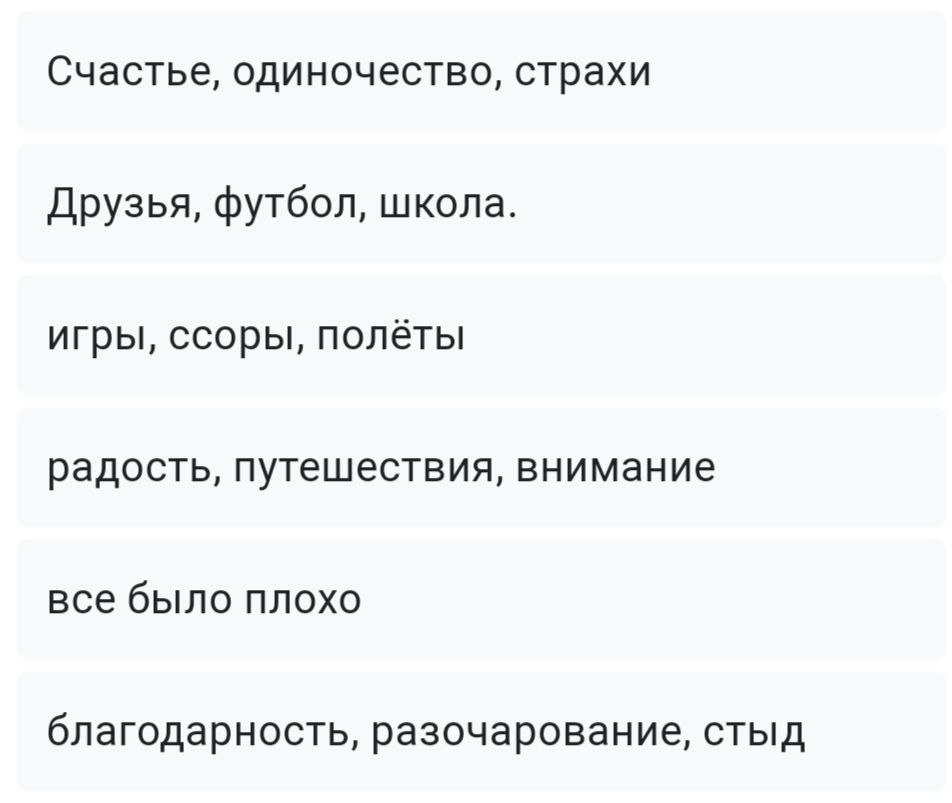 Счастье, одиночество, страхи
Друзья, футбол, школа.
игры, ссоры, полёты
радость, путешествия, внимание
все было плохо
благодарность, разочарование, стыд